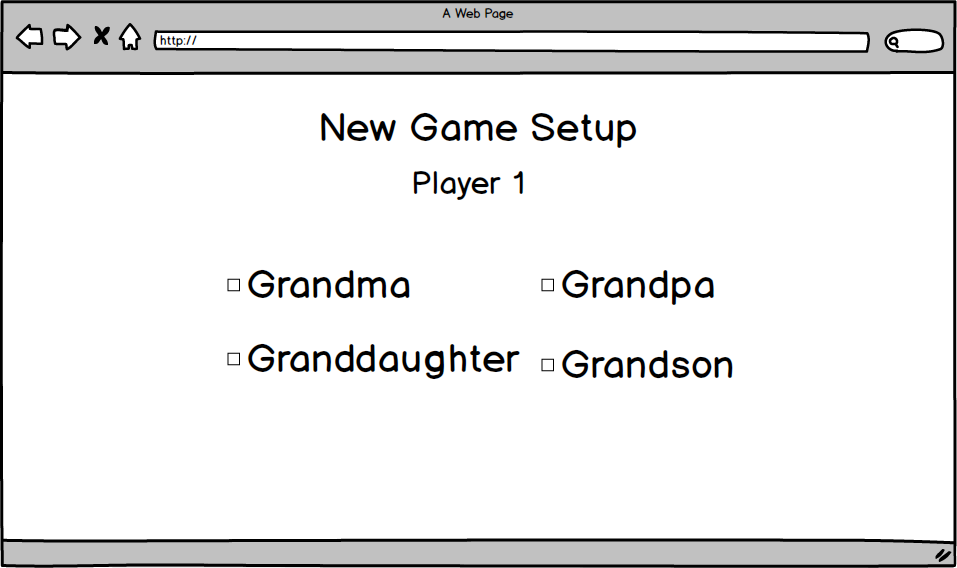 A Web Page
http://
New Game Setup
Player 1
Grandma
Grandpa
Granddaughter
Grandson